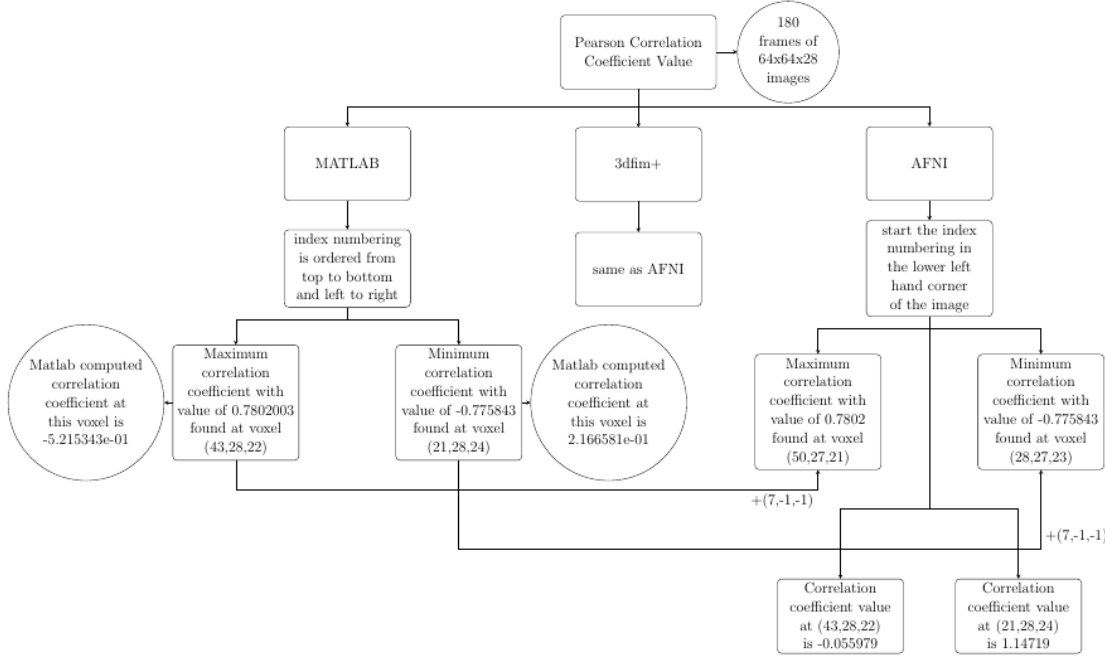 Pearson Correlation
Coefficient Value
180
frames of
64x64x28
images
MATLAB
3dfim+
AFNI
index numbering
is ordered from
top to bottom
and left to right
same as AFNI
start the index
numbering in
the lower left
hand corner
of the image
Matlab computed
correlation
coefficient at
this voxel is
-5.215343e-01
Maximum
correlation
coefficient with
value of 0.7802003
found at voxel
(43,28,22)
Minimum
correlation
coefficient with
value of -0.775843
found at voxel
(21,28,24)
Matlab computed
correlation
coefficient at
this voxel is
2.166581e-01
Maximum
correlation
coefficient with
value of 0.7802
found at voxel
(50,27,21)
Minimum
correlation
coefficient with
value of -0.775843
found at voxel
(28,27,23)
+(7,-1,-1)
+(7,-1,-1)
Correlation
coefficient value
at (43,28,22)
is -0.055979
Correlation
coefficient value
at (21,28,24)
is 1.14719